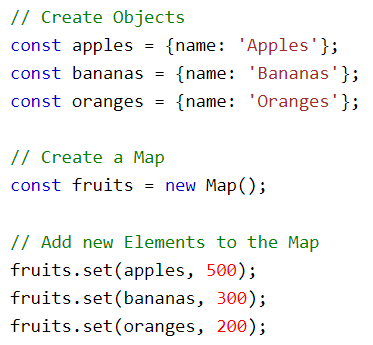 // Create Objects
const apples = {name: 'Apples'};
const bananas = {name: 'Bananas'};
const oranges = {name: 'Oranges'};
// Create a Map
const fruits = new Map();
// Add new Elements to the Map
fruits.set(apples, 500);
fruits.set(bananas, 300);
fruits.set(oranges, 200);